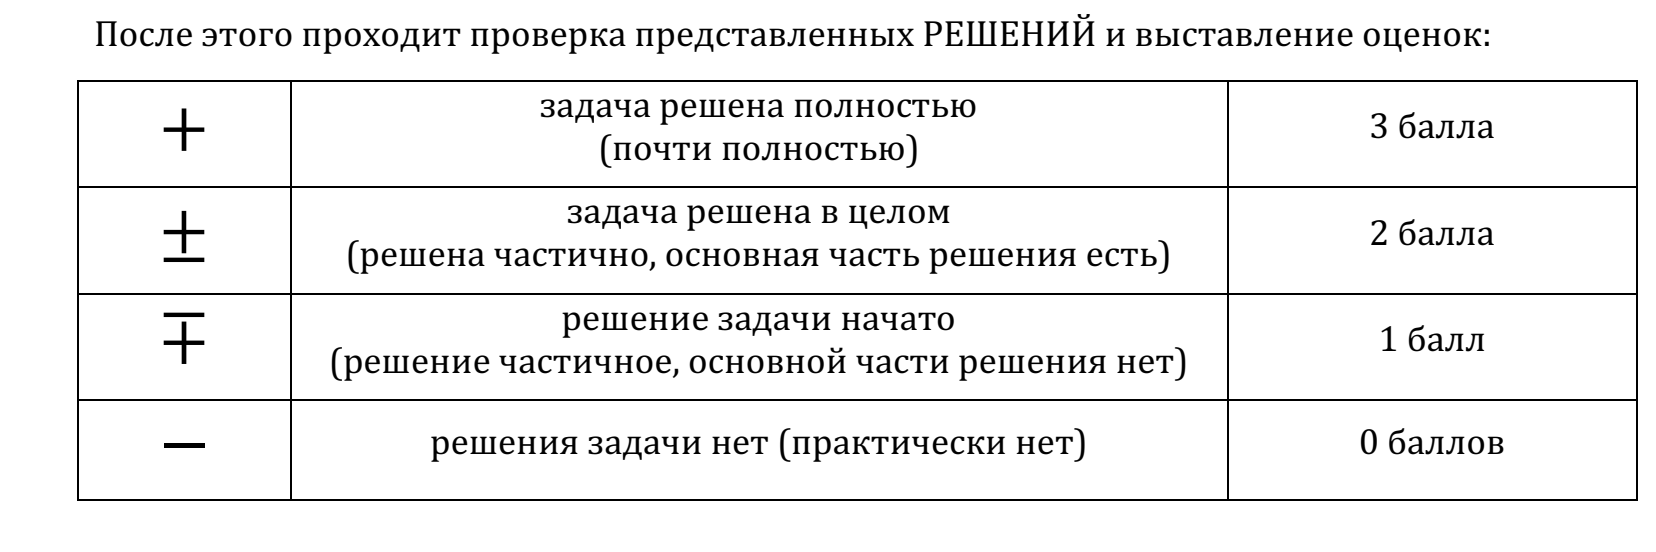 После этого проходит проверка представленных РЕШЕНИЙ и выставление оценок:
+
задача решена полностью
(почти полностью)
3 балла
±
задача решена в целом
(решена частично, основная часть решения есть)
2 балла
∓
решение задачи начато
(решение частичное, основной части решения нет)
1 балл
−
решения задачи нет (практически нет)
0 баллов